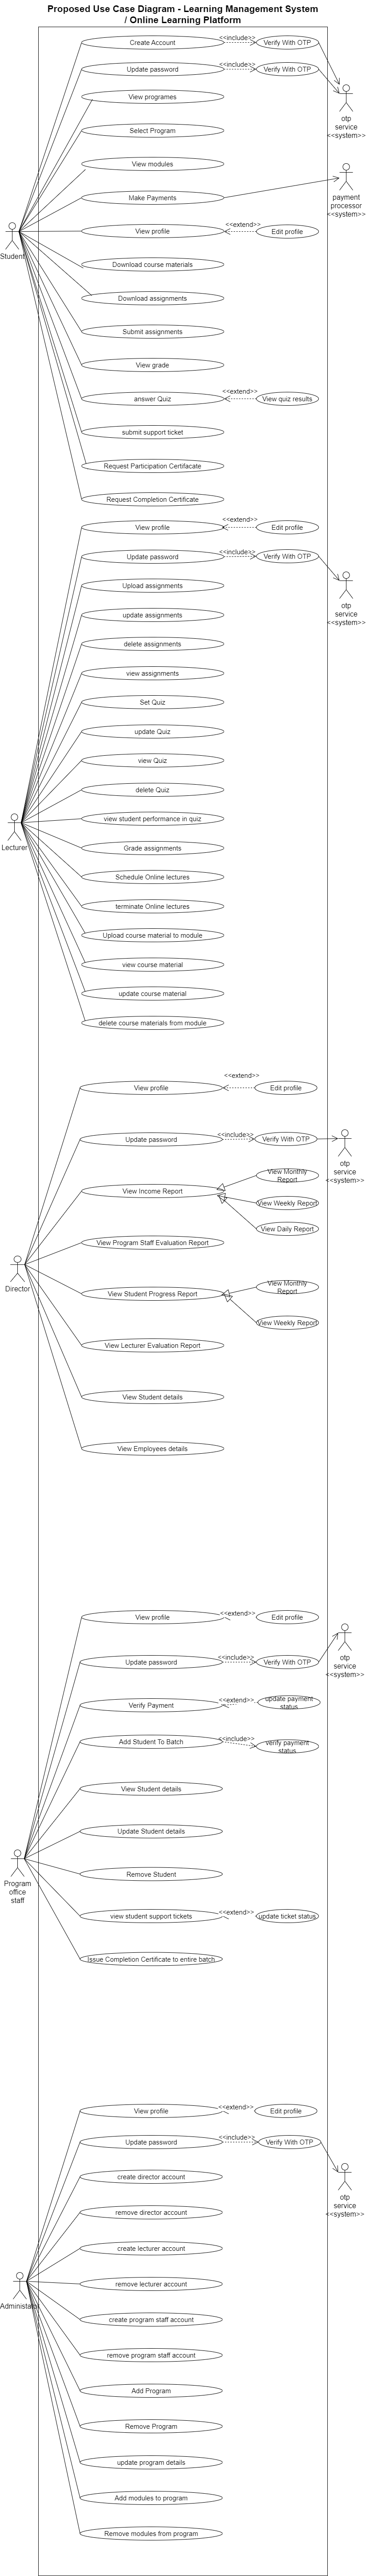 Proposed Use Case Diagram - Learning Management System
/ Online Learning Platform
Create Account
<<include>>
Verify With OTP
Update password
<<include>>
Verify With OTP
View programes
otp
service
<<system>>
Select Program
View modules
Make Payments
payment
processor
<<system>>
View profile
<<extend>>
Edit profile
Student
Download course materials
Download assignments
Submit assignments
View grade
answer Quiz
<<extend>>
View quiz results
submit support ticket
Request Participation Certifacate
Request Completion Certificate
View profile
<<extend>>
Edit profile
Update password
<<include>>
Verify With OTP
otp
service
<<system>>
Upload assignments
update assignments
delete assignments
view assignments
Set Quiz
update Quiz
view Quiz
delete Quiz
view student performance in quiz
Lecturer
Grade assignments
Schedule Online lectures
terminate Online lectures
Upload course material to module
view course material
update course material
delete course materials from module
<<extend>>
View profile
Edit profile
Update password
<<include>>
Verify With OTP
otp
service
<<system>>
View Income Report
View Monthly
Report
View Weekly Report
View Daily Report
View Program Staff Evaluation Report
Director
View Student Progress Report
View Monthly
Report
View Weekly Report
View Lecturer Evaluation Report
View Student details
View Employees details
View profile
<<extend>>
Edit profile
Update password
<<include>>
Verify With OTP
otp
service
<<system>>
Verify Payment
<<extend>>
update payment
status
Add Student To Batch
<<include>>
verify payment
status
View Student details
Update Student details
Remove Student
Program
office
staff
view student support tickets
<<extend>>
update ticket status
Issue Completion Certificate to entire batch
View profile
<<extend>>
Edit profile
Update password
<<include>>
Verify With OTP
otp
service
<<system>>
create director account
remove director account
create lecturer account
remove lecturer account
Administator
create program staff account
remove program staff account
Add Program
Remove Program
update program details
Add modules to program
Remove modules from program